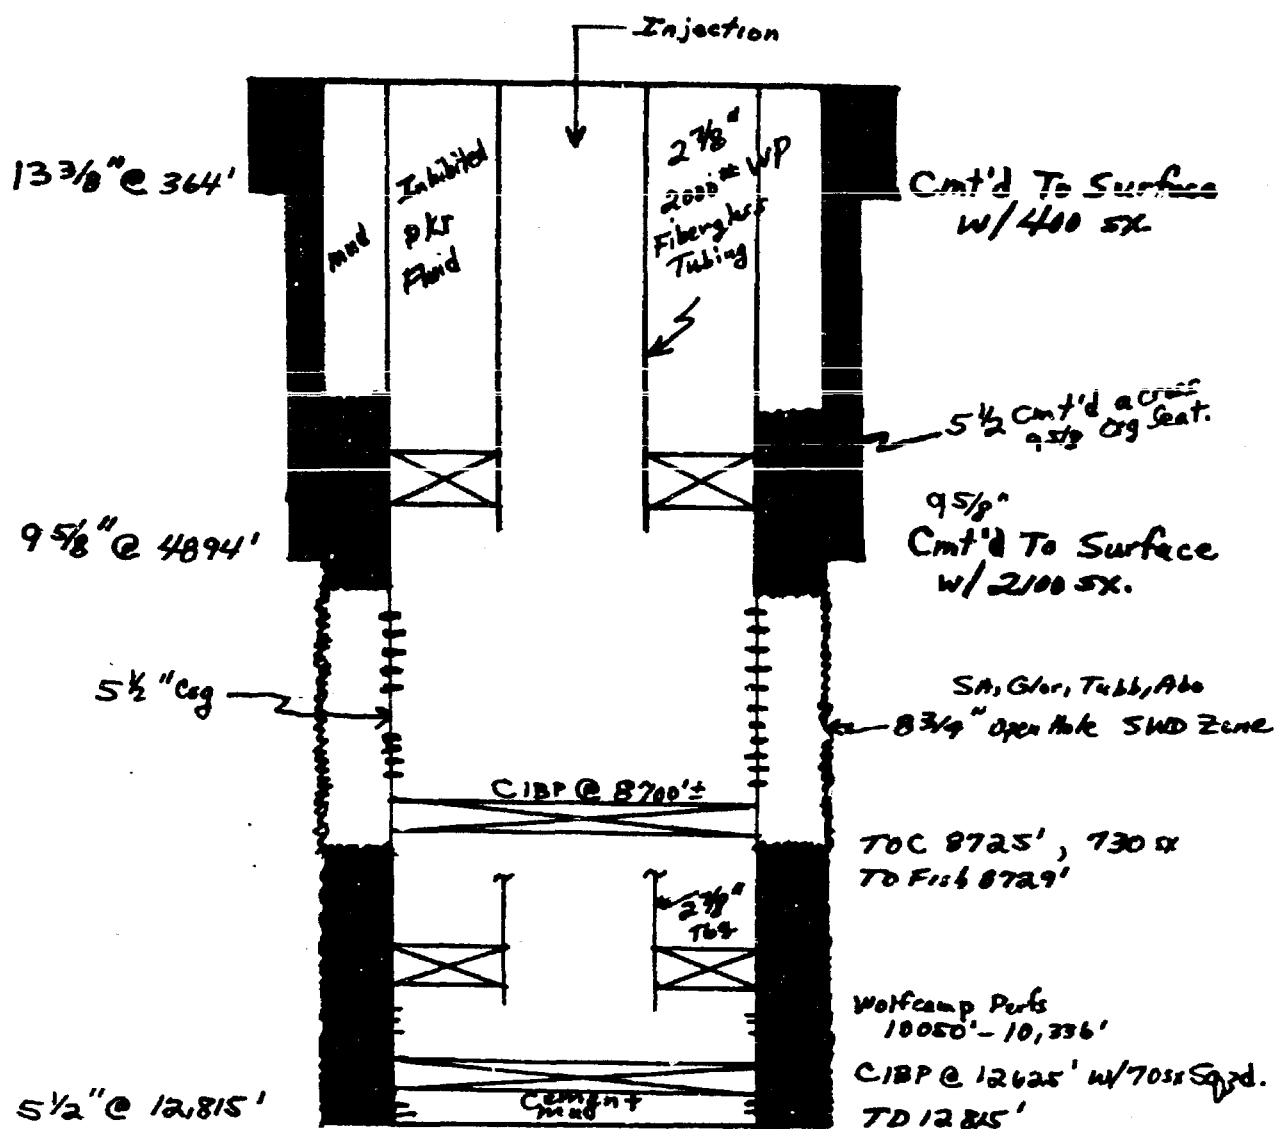 Injection
13 3/8" @ 364'
mud
Inhibited
pkr
Fluid
2 7/8"
2000# WP
Fiberglass
Tubing
Cmt'd To Surface
w/ 400 sx.
5 1/2 Cmt'd across
9 5/8 Csg Seat.
9 5/8" @ 4894'
9 5/8"
Cmt'd To Surface
w/ 2100 sx.
5 1/2" Csg
SA, Glor, Tubb, Abo
8 3/4" Open Hole SWD Zone
CIBP @ 8700'±
TOC 8725', 730 sx
TO Fish 8729'
2 7/8"
Tbg
Wolfcamp Perfs
10050' - 10,336'
CIBP @ 12625' w/70sx Sqzd.
5 1/2" @ 12,815'
Cement
TD 12815'